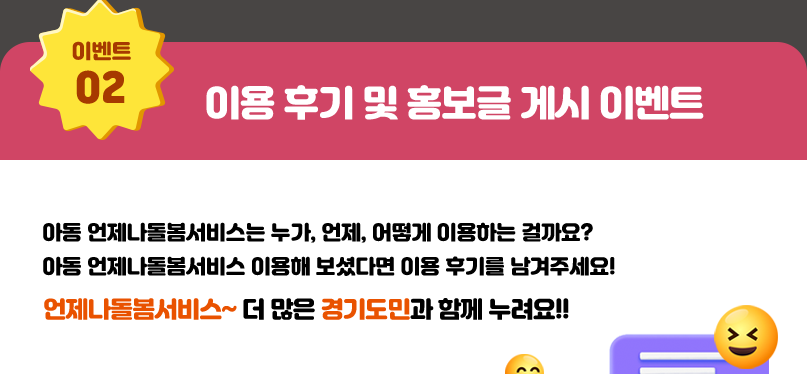 이벤트
02
이용 후기 및 홍보글 게시 이벤트
아동 언제나돌봄서비스는 누가, 언제, 어떻게 이용하는 걸까요?
아동 언제나돌봄서비스 이용해 보셨다면 이용 후기를 남겨주세요!
언제나돌봄서비스~ 더 많은 경기도민과 함께 누려요!!